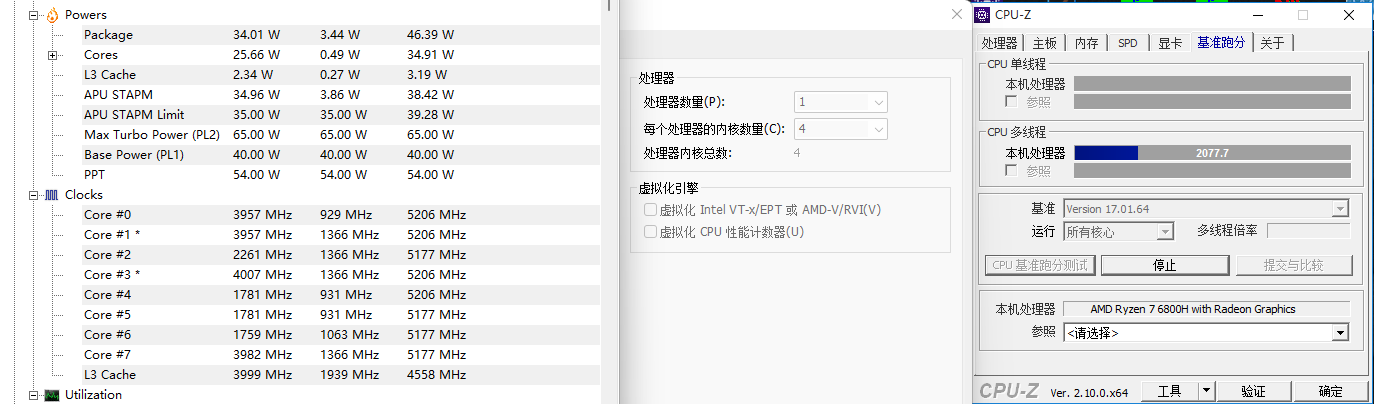 Powers
Package 34.01 W 3.44 W 46.39 W
Cores 25.66 W 0.49 W 34.91 W
L3 Cache 2.34 W 0.27 W 3.19 W
APU STAPM 34.96 W 3.86 W 38.42 W
APU STAPM Limit 35.00 W 35.00 W 39.28 W
Max Turbo Power (PL2) 65.00 W 65.00 W 65.00 W
Base Power (PL1) 40.00 W 40.00 W 40.00 W
PPT 54.00 W 54.00 W 54.00 W
Clocks
Core #0 3957 MHz 929 MHz 5206 MHz
Core #1 * 3957 MHz 1366 MHz 5206 MHz
Core #2 2261 MHz 1366 MHz 5177 MHz
Core #3 * 4007 MHz 1366 MHz 5206 MHz
Core #4 1781 MHz 931 MHz 5206 MHz
Core #5 1781 MHz 931 MHz 5177 MHz
Core #6 1759 MHz 1063 MHz 5177 MHz
Core #7 3982 MHz 1366 MHz 5177 MHz
L3 Cache 3999 MHz 1939 MHz 4558 MHz
Utilization
处理器
处理器数量(P): 1
每个处理器的内核数量(C): 4
处理器内核总数: 4
虚拟化引擎
虚拟化 Intel VT-x/EPT 或 AMD-V/RVI(V)
虚拟化 CPU 性能计数器(U)
CPU-Z
处理器 主板 内存 SPD 显卡 基准跑分 关于
CPU 单线程
本机处理器
参照
CPU 多线程
本机处理器 2077.7
参照
基准 Version 17.01.64
运行 所有核心 多线程倍率
CPU 基准跑分测试 停止 提交与比较
本机处理器 AMD Ryzen 7 6800H with Radeon Graphics
参照 <请选择>
CPU-Z Ver. 2.10.0.x64 工具 验证 确定